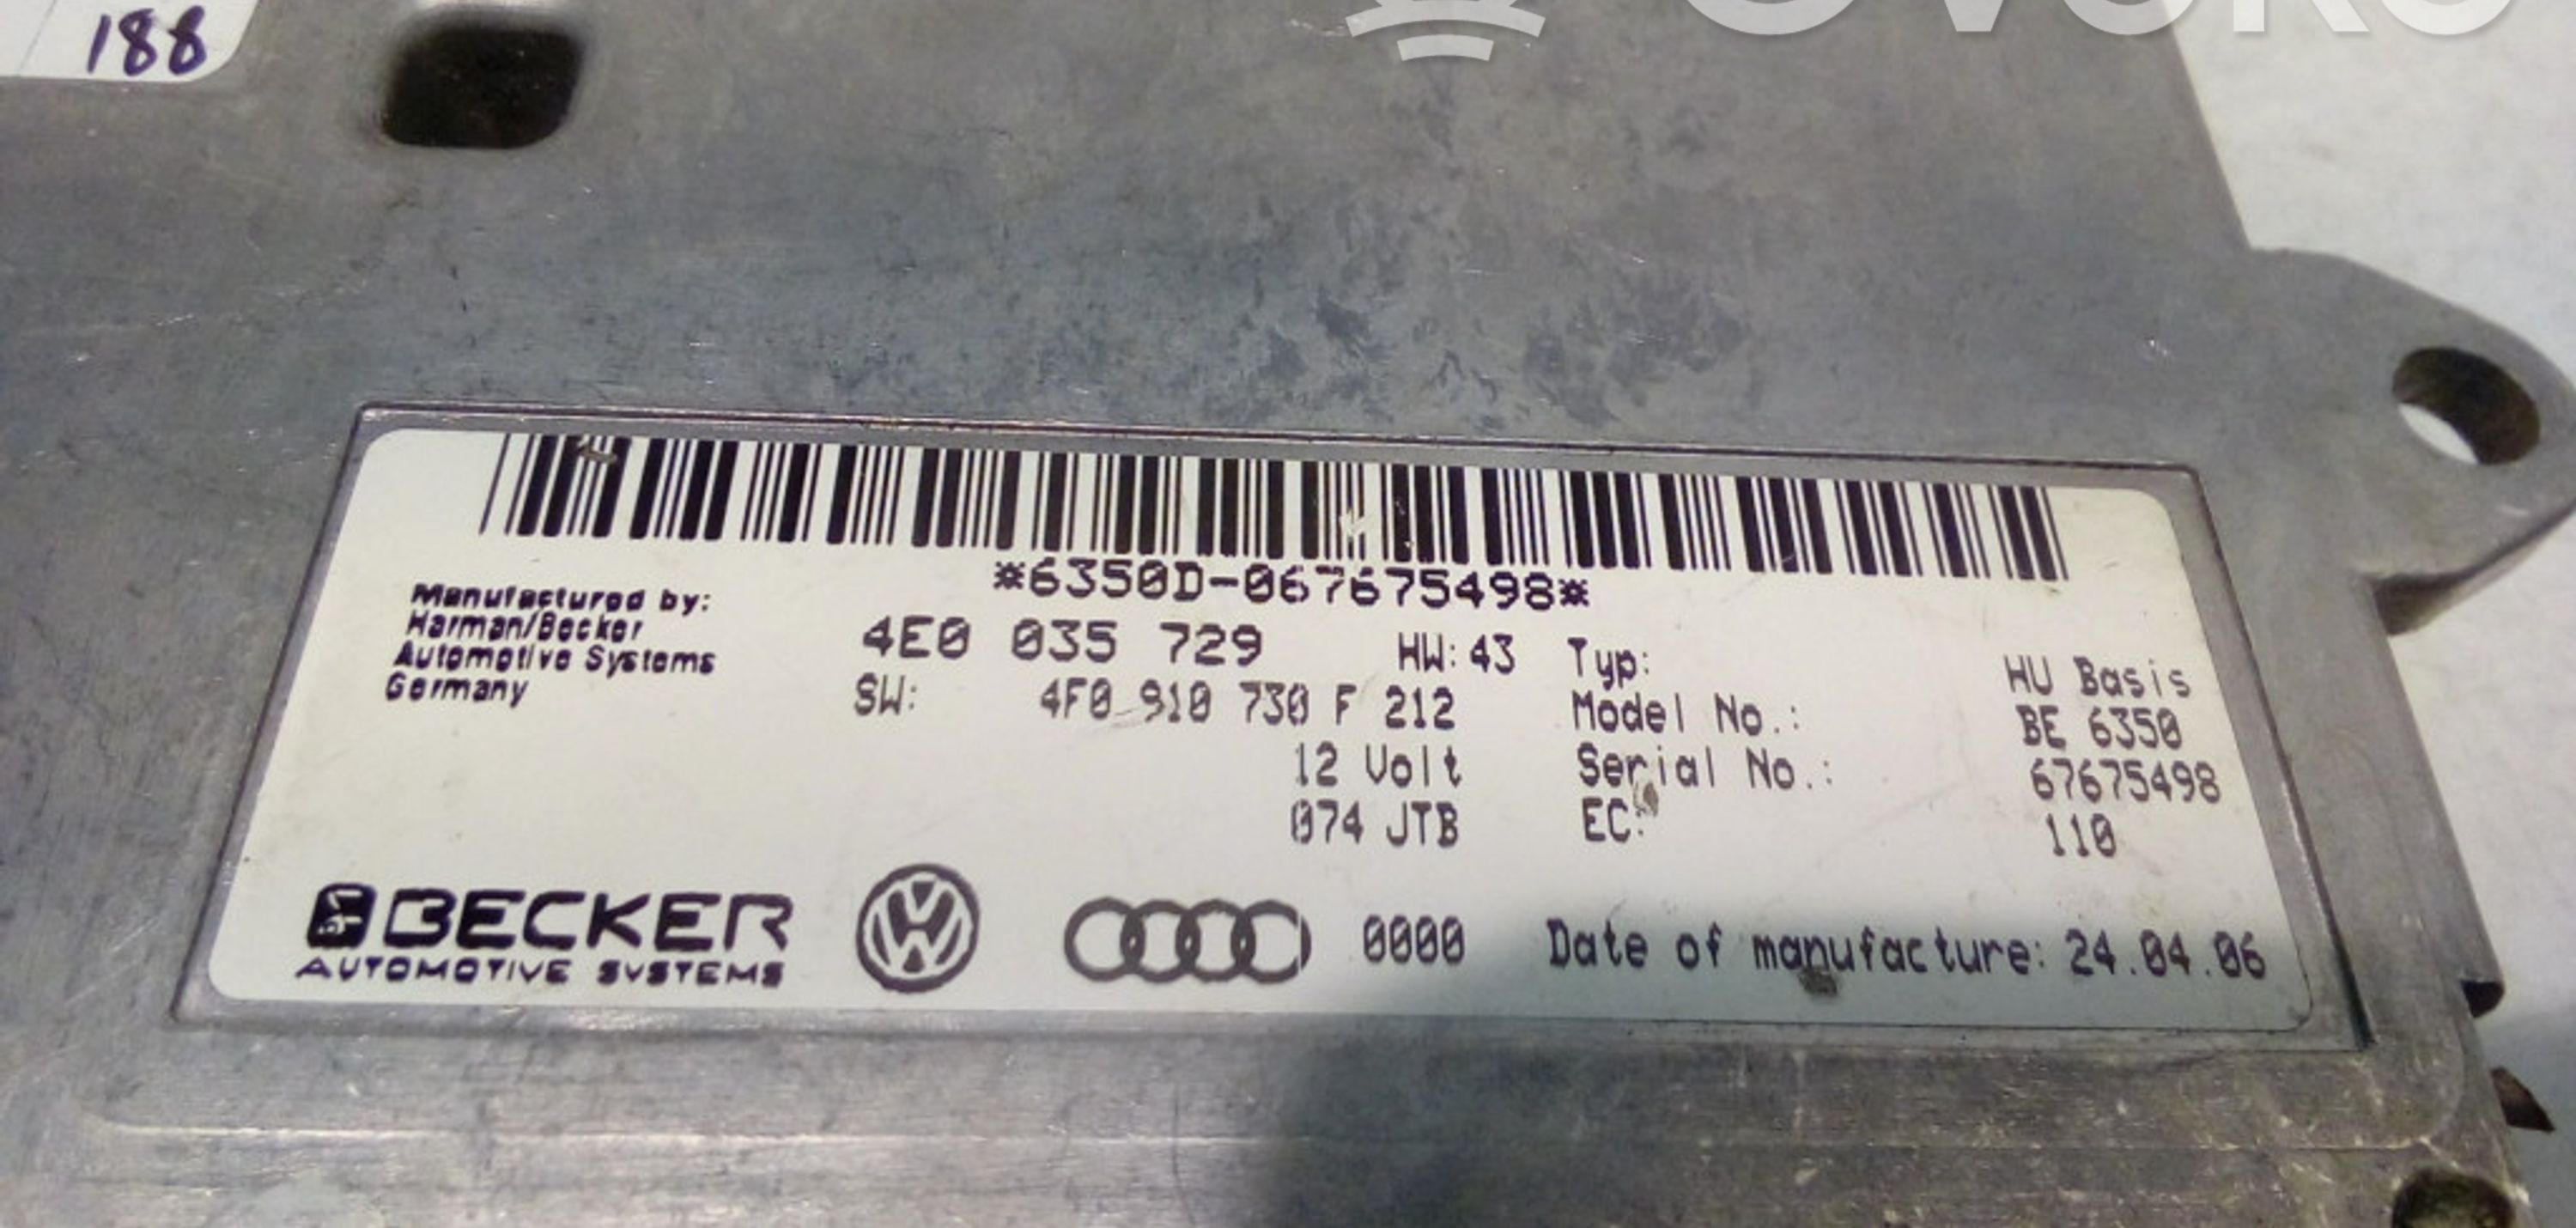 188
*6350D-067675498*
Manufactured by:
Harman/Becker
Automotive Systems
Germany
4E0 035 729 HW: 43
SW: 4F0 910 730 F 212
12 Volt
074 JTB
Typ: HU Basis
Model No.: BE 6350
Serial No.: 67675498
EC: 110
BECKER
AUTOMOTIVE SYSTEMS
0000 Date of manufacture: 24.04.06